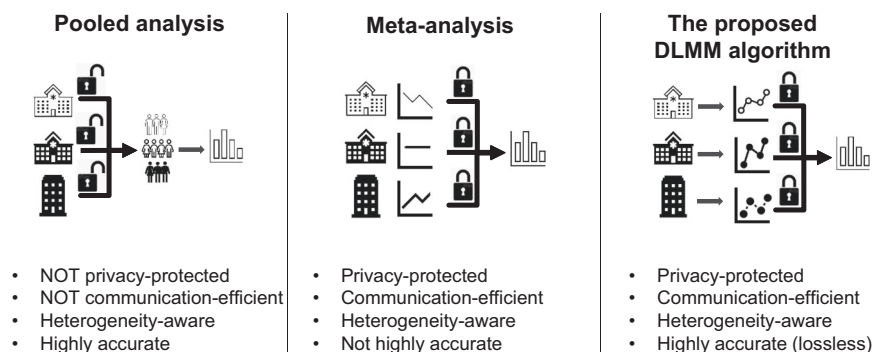 Pooled analysis
• NOT privacy-protected
• NOT communication-efficient
• Heterogeneity-aware
• Highly accurate
Meta-analysis
• Privacy-protected
• Communication-efficient
• Heterogeneity-aware
• Not highly accurate
The proposed
DLMM algorithm
• Privacy-protected
• Communication-efficient
• Heterogeneity-aware
• Highly accurate (lossless)